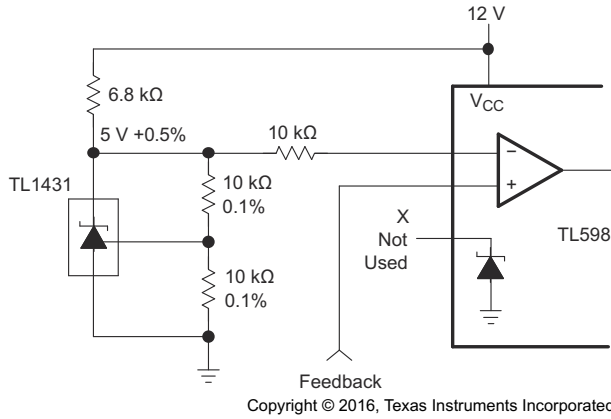 12 V
6.8 kΩ
V_CC
5 V +0.5%
10 kΩ
−
+
TL1431
10 kΩ
0.1%
X
Not
Used
TL598
10 kΩ
0.1%
Feedback
Copyright © 2016, Texas Instruments Incorporated